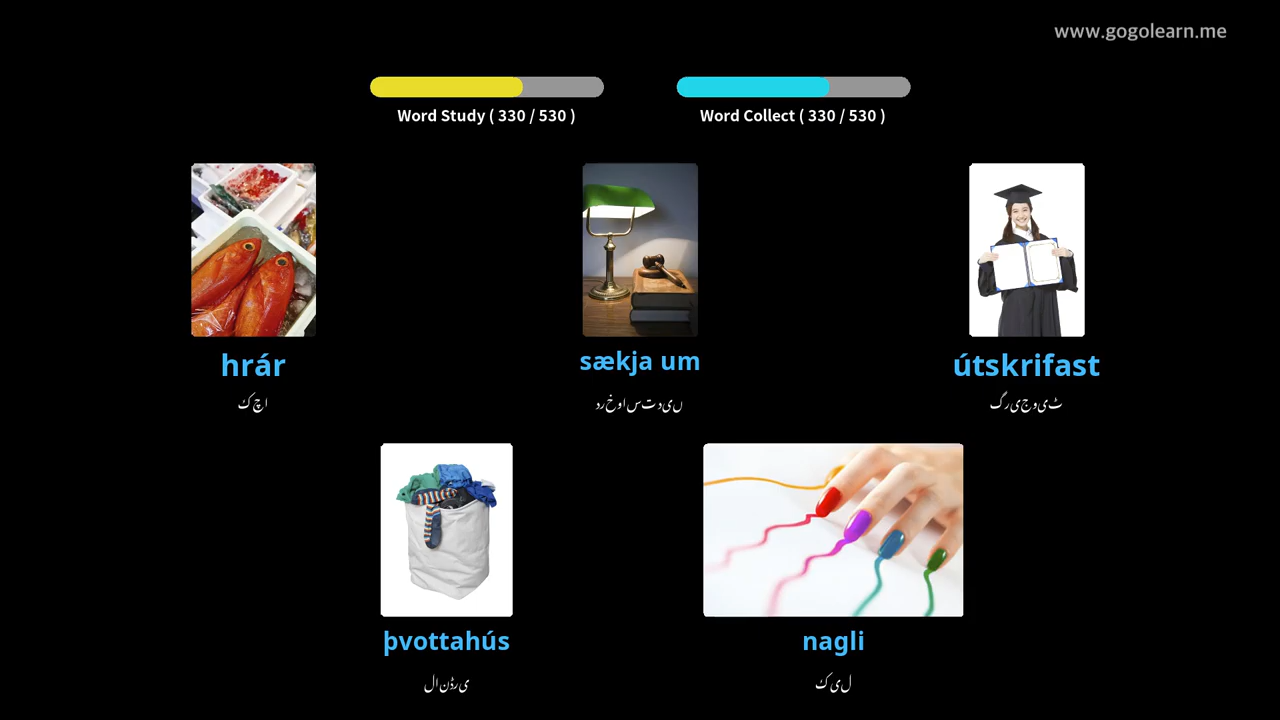 www.gogolearn.me
Word Study ( 330 / 530 )
Word Collect ( 330 / 530 )
hrár
کچا
sækja um
درخواست دیں
útskrifast
گریجویٹ
þvottahús
لانڈری
nagli
کیل